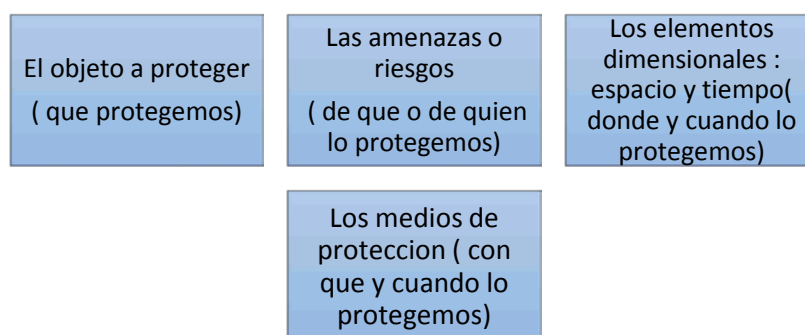 El objeto a proteger
( que protegemos)
Las amenazas o
riesgos
( de que o de quien
lo protegemos)
Los elementos
dimensionales :
espacio y tiempo(
donde y cuando lo
protegemos)
Los medios de
proteccion ( con
que y cuando lo
protegemos)